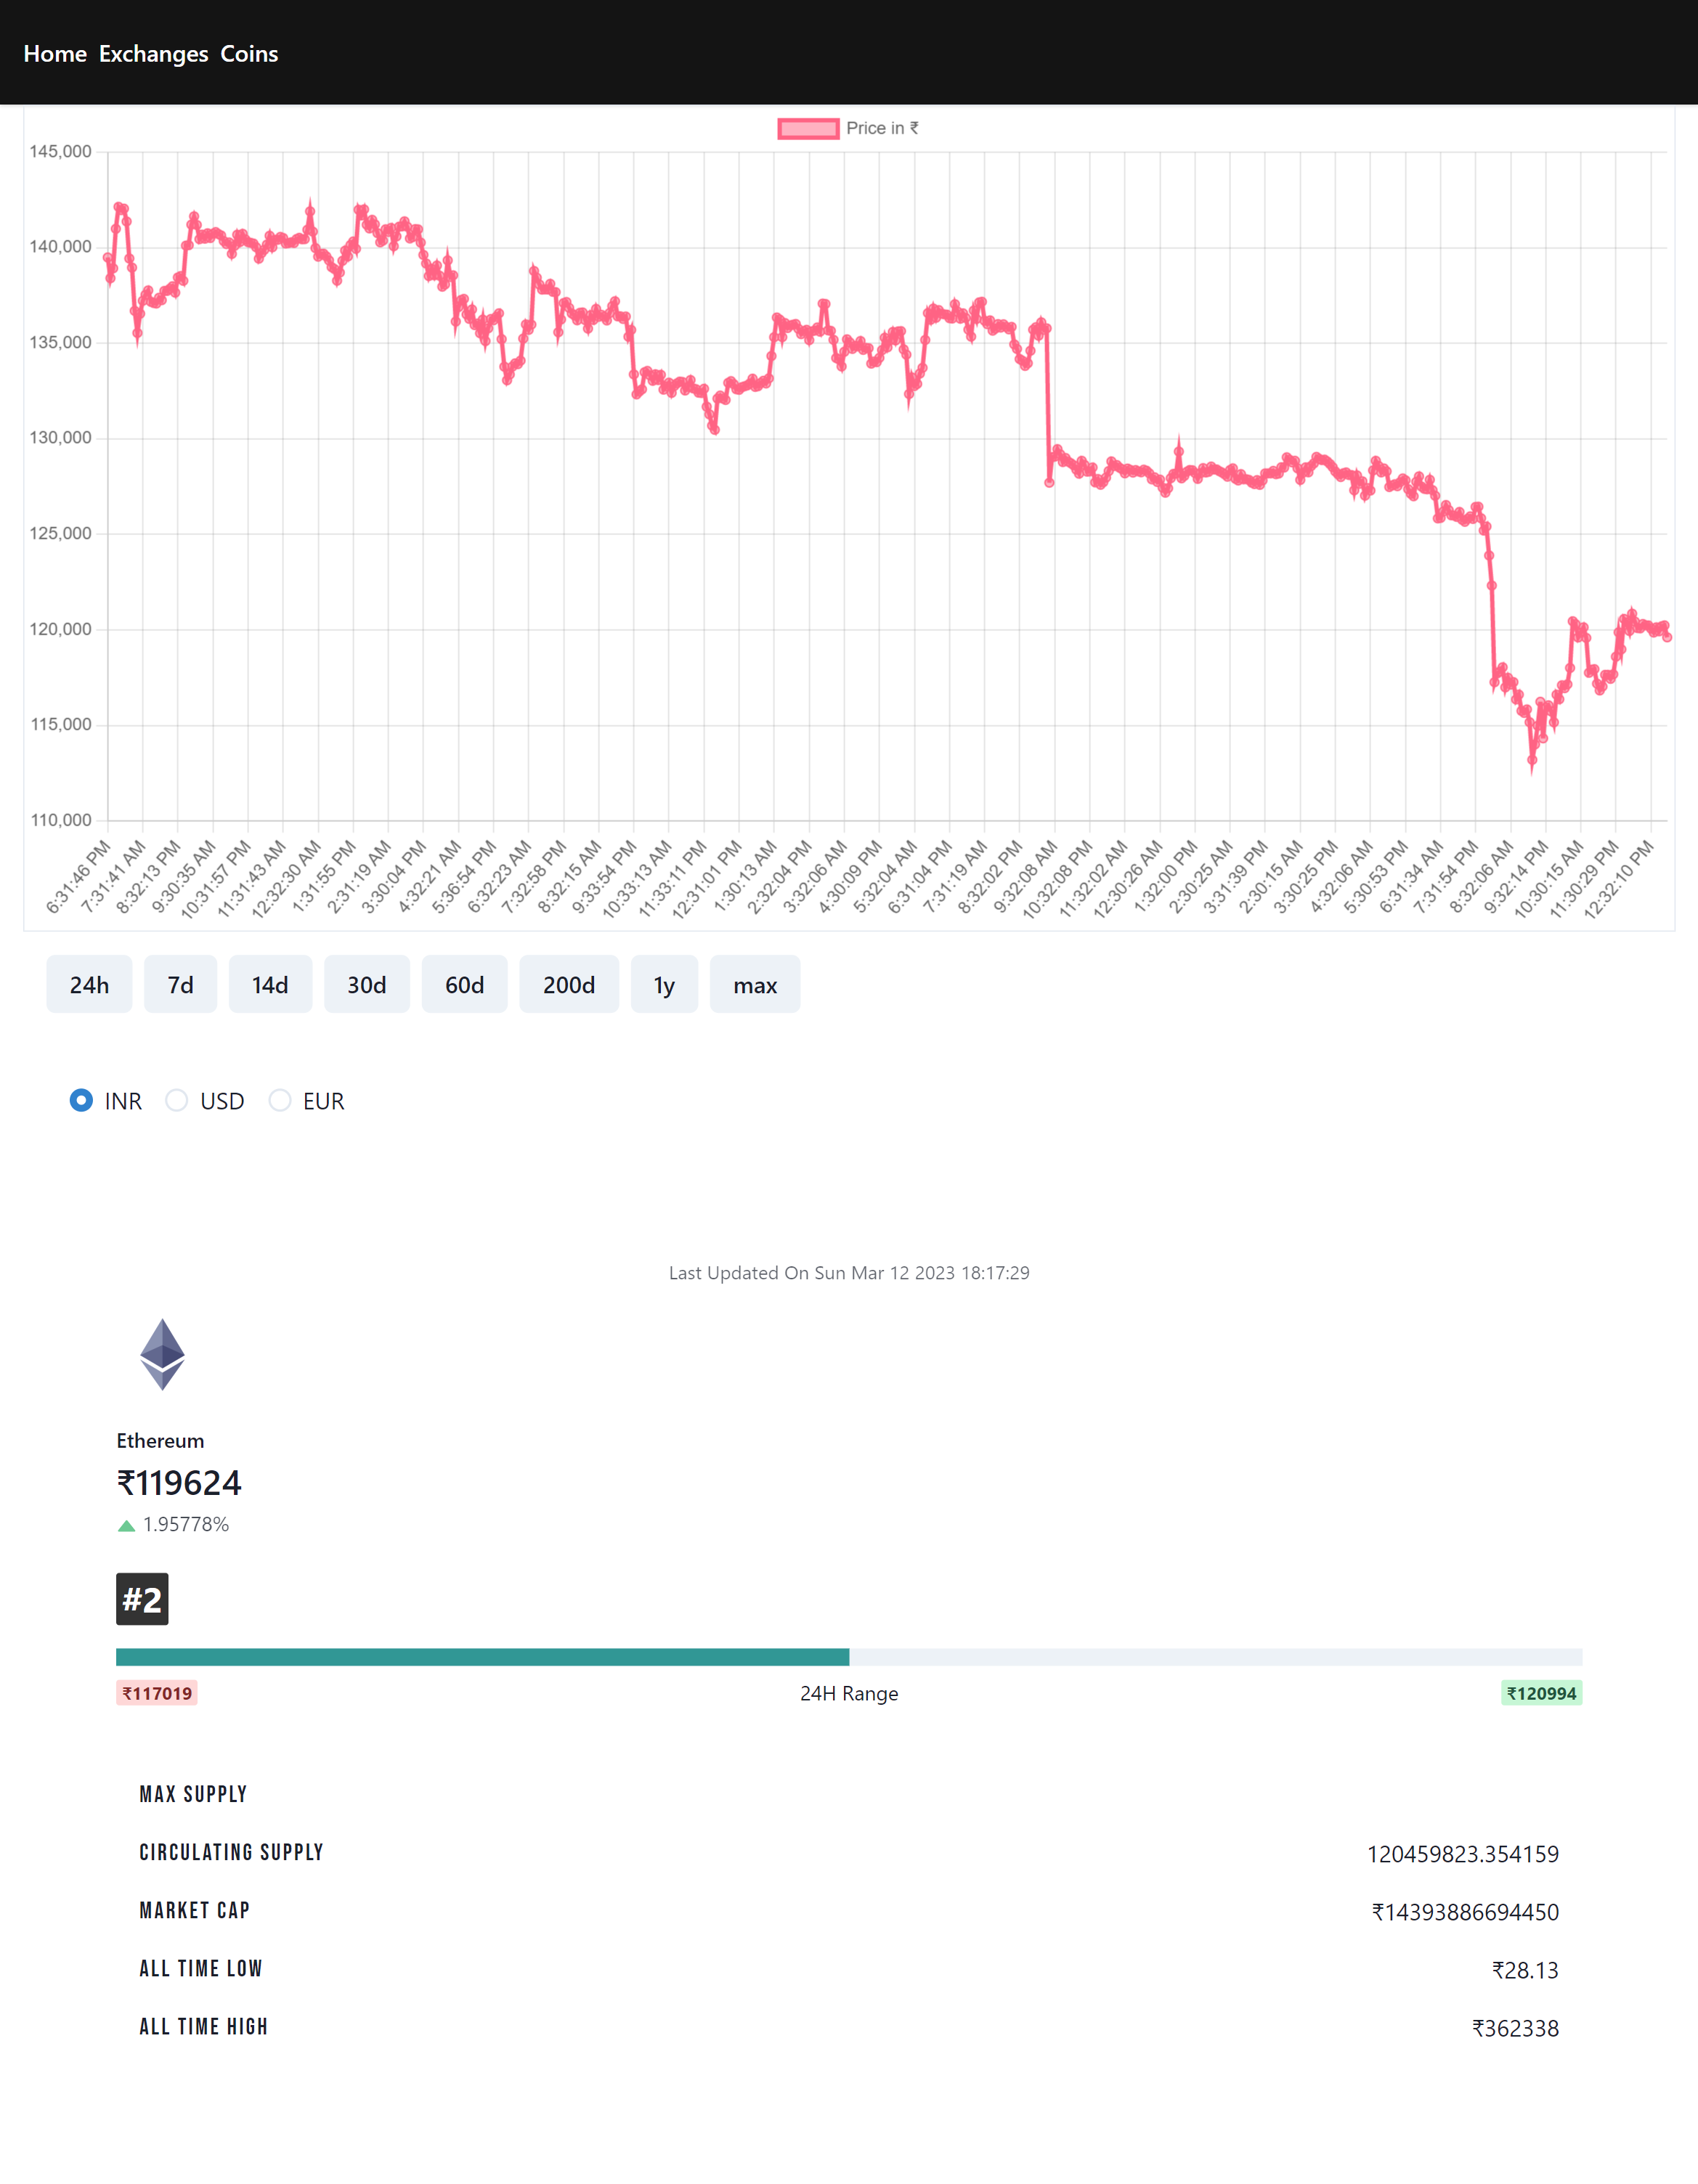 Home Exchanges Coins
Price in ₹
145,000
140,000
135,000
130,000
125,000
120,000
115,000
110,000
6:31:46 PM
7:31:41 AM
8:32:13 PM
9:30:35 AM
10:31:57 PM
11:31:43 AM
12:32:30 AM
1:31:55 PM
2:31:19 AM
3:30:04 PM
4:32:21 AM
5:36:54 PM
6:32:23 AM
7:32:58 PM
8:32:15 AM
9:33:54 PM
10:33:13 AM
11:33:11 PM
12:31:01 PM
1:30:13 AM
2:32:04 PM
3:32:06 AM
4:30:09 PM
5:32:04 AM
6:31:04 PM
7:31:19 AM
8:32:02 PM
9:32:08 AM
10:32:08 PM
11:32:02 AM
12:30:26 AM
1:32:00 PM
2:30:25 AM
3:31:39 PM
2:30:15 AM
3:30:25 PM
4:32:06 AM
5:30:53 PM
6:31:34 AM
7:31:54 PM
8:32:06 AM
9:32:14 PM
10:30:15 AM
11:30:29 PM
12:32:10 PM
24h 7d 14d 30d 60d 200d 1y max
INR USD EUR
Last Updated On Sun Mar 12 2023 18:17:29
Ethereum
₹119624
1.95778%
#2
₹117019 24H Range ₹120994
MAX SUPPLY
CIRCULATING SUPPLY 120459823.354159
MARKET CAP ₹14393886694450
ALL TIME LOW ₹28.13
ALL TIME HIGH ₹362338